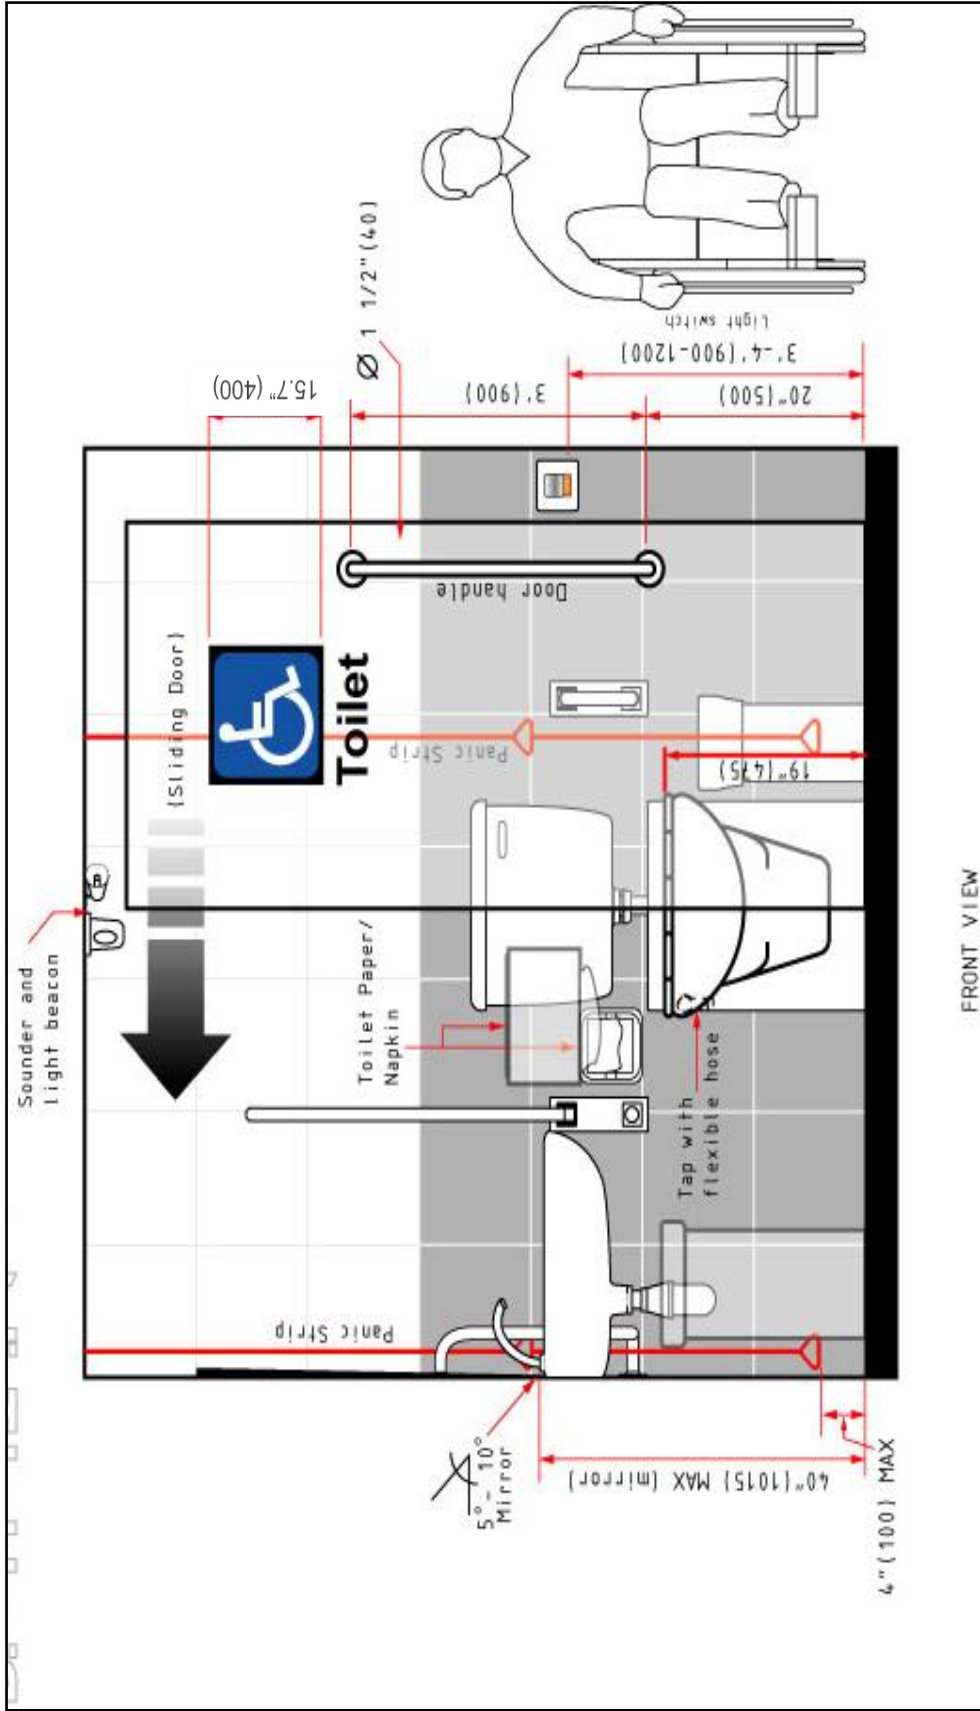 Sounder and
light beacon
(Sliding Door)
15.7" (400)
Ø 1 1/2"(40)
Toilet
Toilet Paper/
Napkin
Panic Strip
Panic Strip
Door handle
3'(900)
3'-4'(900-1200)
Light switch
20"(500)
19"(475)
Tap with
flexible hose
5°- 10°
Mirror
40"(1015) MAX (mirror)
4"(100) MAX
FRONT VIEW